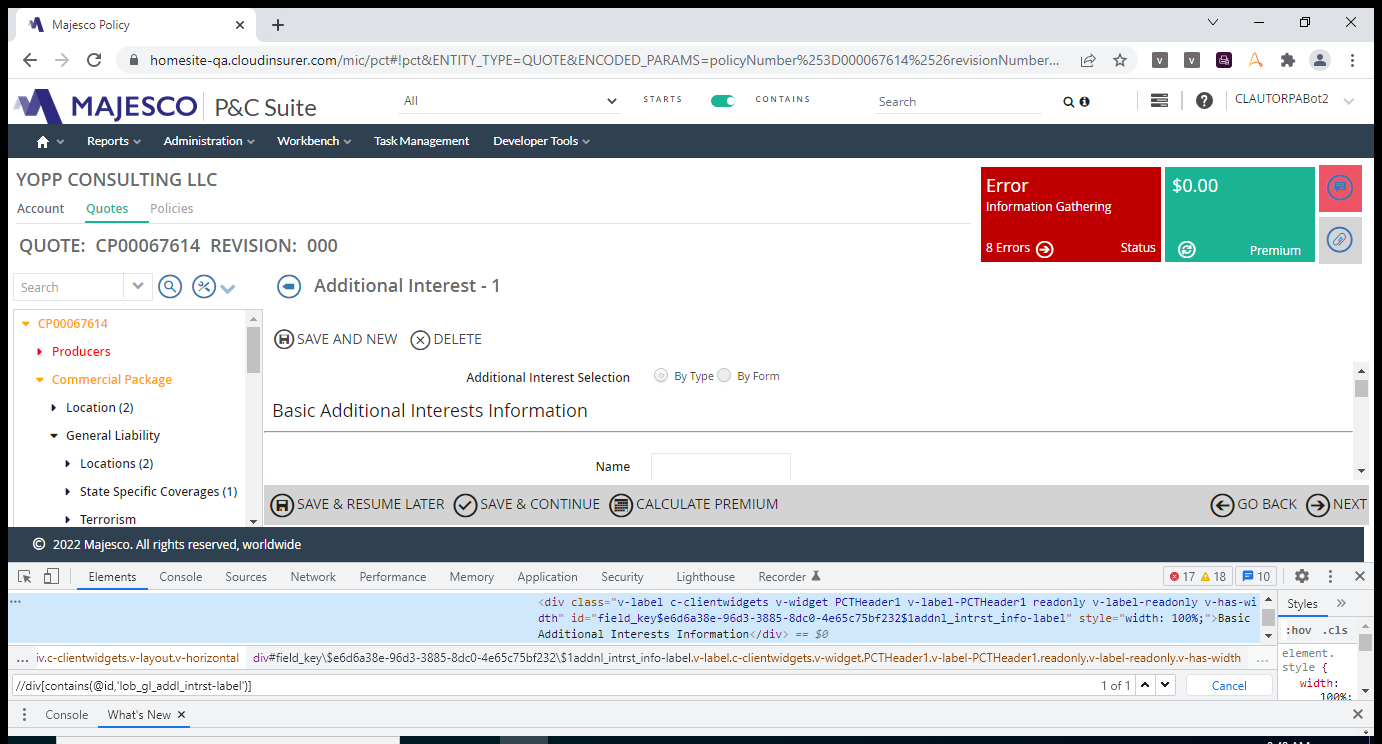 Majesco Policy
homesite-qa.cloudinsurer.com/mic/pct#!pct&ENTITY_TYPE=QUOTE&ENCODED_PARAMS=policyNumber%253D000067614%2526revisionNumber...
MAJESCO P&C Suite All STARTS CONTAINS Search CLAUTORPABot2
Reports Administration Workbench Task Management Developer Tools
YOPP CONSULTING LLC
Account Quotes Policies
Error
Information Gathering
8 Errors Status
$0.00
Premium
QUOTE: CP00067614 REVISION: 000
Search
Additional Interest - 1
CP00067614
Producers
Commercial Package
Location (2)
General Liability
Locations (2)
State Specific Coverages (1)
Terrorism
SAVE AND NEW DELETE
Additional Interest Selection By Type By Form
Basic Additional Interests Information
Name
SAVE & RESUME LATER SAVE & CONTINUE CALCULATE PREMIUM GO BACK NEXT
© 2022 Majesco. All rights reserved, worldwide
Elements Console Sources Network Performance Memory Application Security Lighthouse Recorder 17 18 10
... <div class="v-label c-clientwidgets v-widget PCTHeader1 v-label-PCTHeader1 readonly v-label-readonly v-has-wi
dth" id="field_key$e6d6a38e-96d3-3885-8dc0-4e65c75bf232$1addnl_intrst_info-label" style="width: 100%;">Basic
Additional Interests Information</div> == $0
... iv.c-clientwidgets.v-layout.v-horizontal div#field_key\$e6d6a38e-96d3-3885-8dc0-4e65c75bf232\$1addnl_intrst_info-label.v-label.c-clientwidgets.v-widget.PCTHeader1.v-label-PCTHeader1.readonly.v-label-readonly.v-has-width ...
//div[contains(@id,'lob_gl_addl_intrst-label')] 1 of 1 Cancel
Styles
:hov .cls
element.
style {
width:
100%;
Console What's New